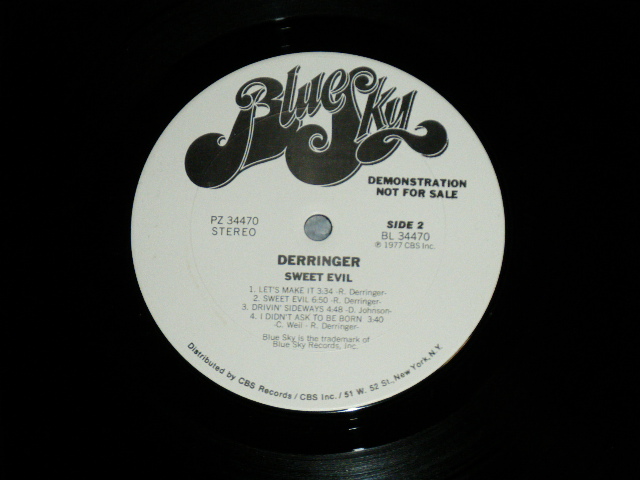 Blue Sky
DEMONSTRATION
NOT FOR SALE
PZ 34470
STEREO
SIDE 2
BL 34470
℗ 1977 CBS Inc.
DERRINGER
SWEET EVIL
1. LET'S MAKE IT 3:34 -R. Derringer-
2. SWEET EVIL 6:50 -R. Derringer-
3. DRIVIN' SIDEWAYS 4:48 -D. Johnson-
4. I DIDN'T ASK TO BE BORN 3:40
-C. Weil - R. Derringer-
Blue Sky is the trademark of
Blue Sky Records, Inc.
Distributed by CBS Records / CBS Inc. / 51 W. 52 St., New York, N.Y.